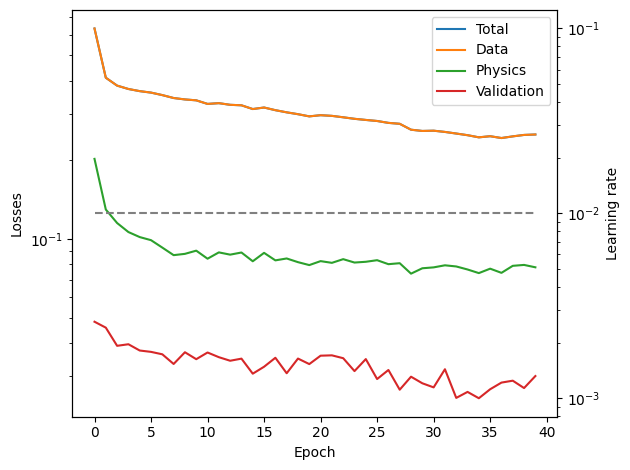 Total
Data
Physics
Validation
Losses
10⁻¹
10⁻¹
10⁻²
10⁻³
Learning rate
0 5 10 15 20 25 30 35 40
Epoch